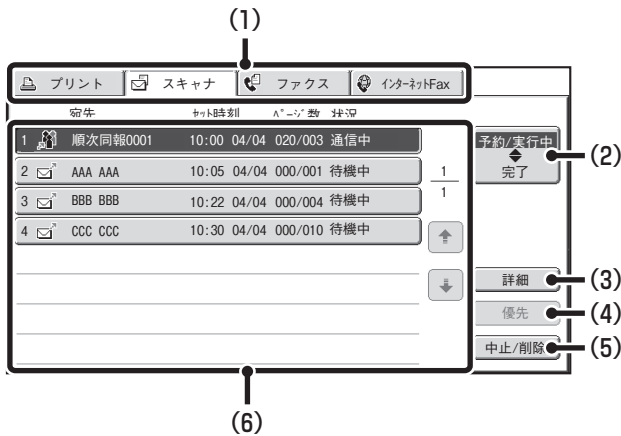 (1)
プリント スキャナ ファクス インターネットFax
宛先 セット時刻 ページ数 状況
1 順次同報0001 10:00 04/04 020/003 通信中
2 AAA AAA 10:05 04/04 000/001 待機中
3 BBB BBB 10:22 04/04 000/004 待機中
4 CCC CCC 10:30 04/04 000/010 待機中
1
1
予約/実行中
完了
(2)
詳細 (3)
優先 (4)
中止/削除 (5)
(6)